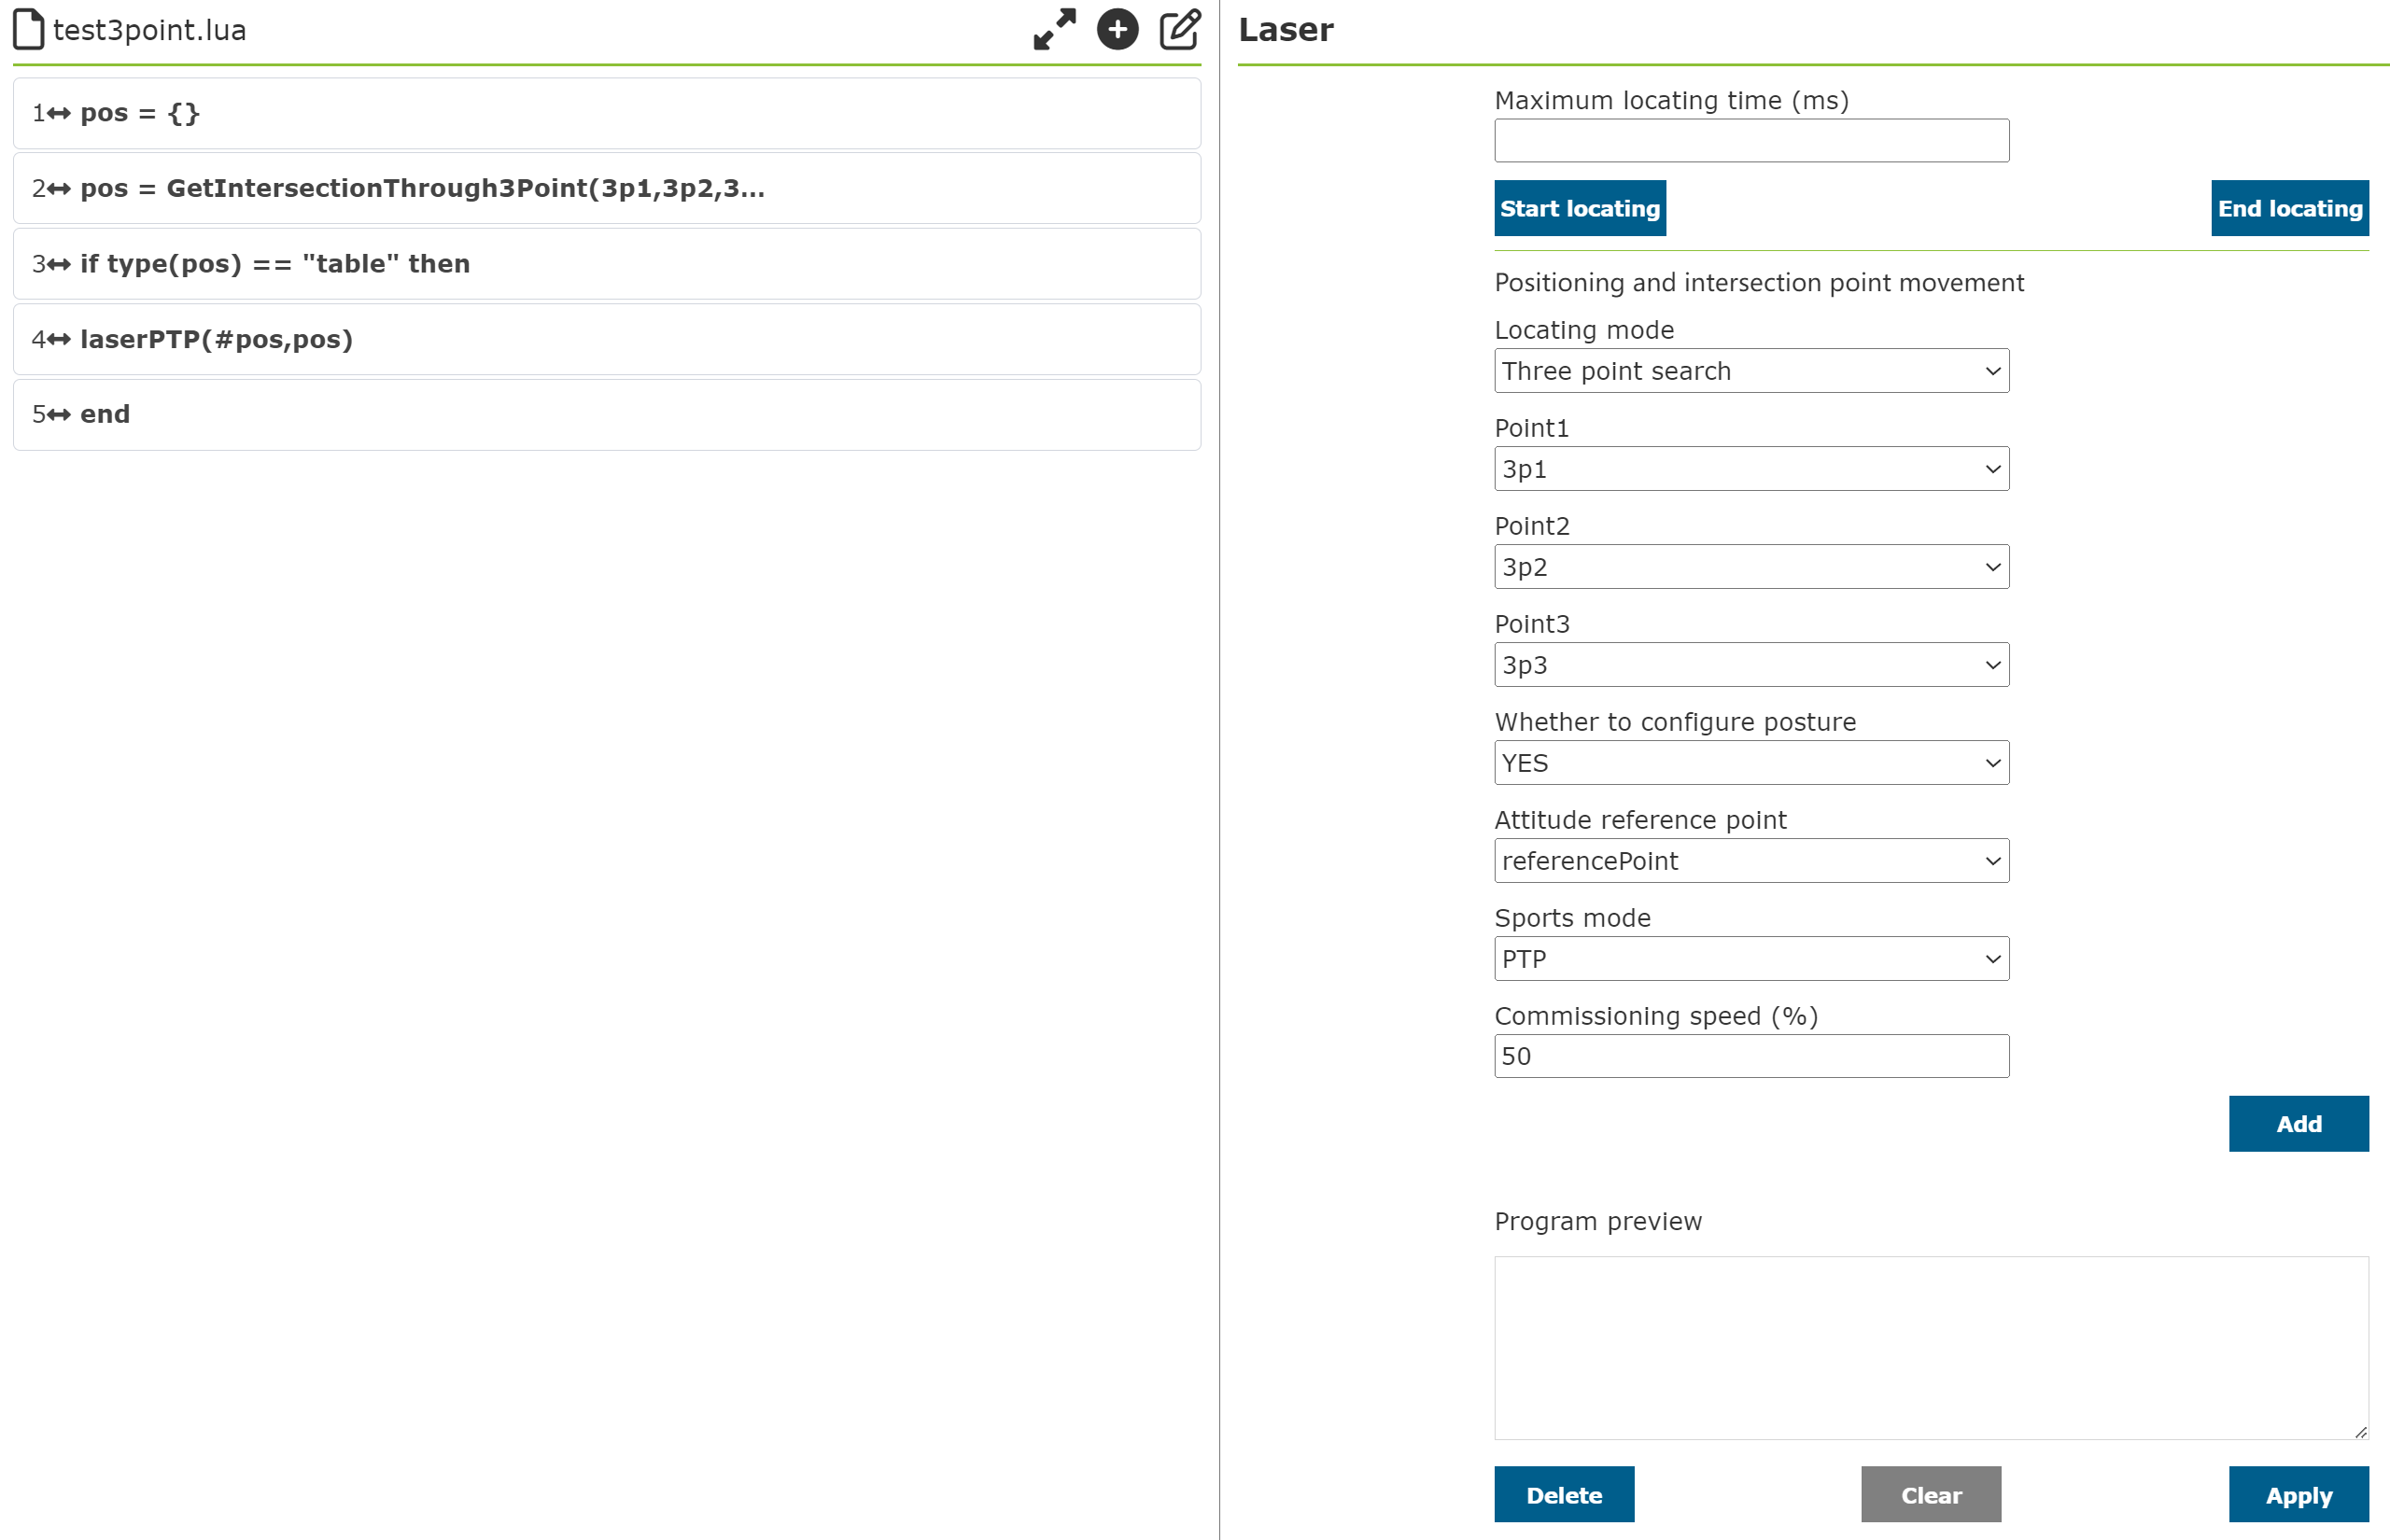 test3point.lua
1 pos = {}
2 pos = GetIntersectionThrough3Point(3p1,3p2,3...
3 if type(pos) == "table" then
4 laserPTP(#pos,pos)
5 end
Laser
Maximum locating time (ms)
Start locating End locating
Positioning and intersection point movement
Locating mode
Three point search
Point1
3p1
Point2
3p2
Point3
3p3
Whether to configure posture
YES
Attitude reference point
referencePoint
Sports mode
PTP
Commissioning speed (%)
50
Add
Program preview
Delete Clear Apply